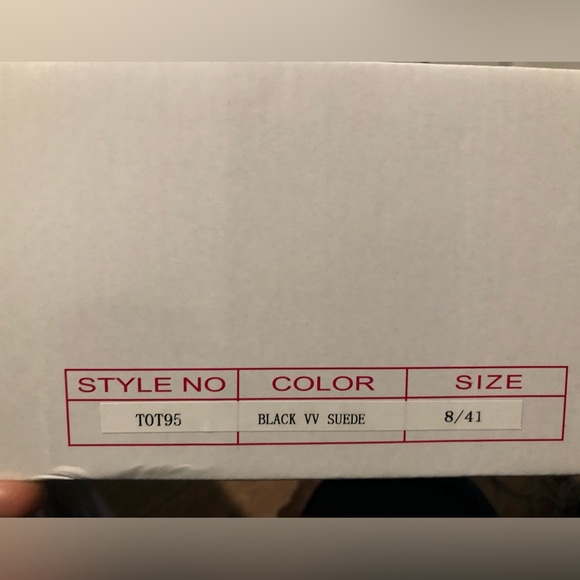 STYLE NO COLOR SIZE
TOT95 BLACK VV SUEDE 8/41